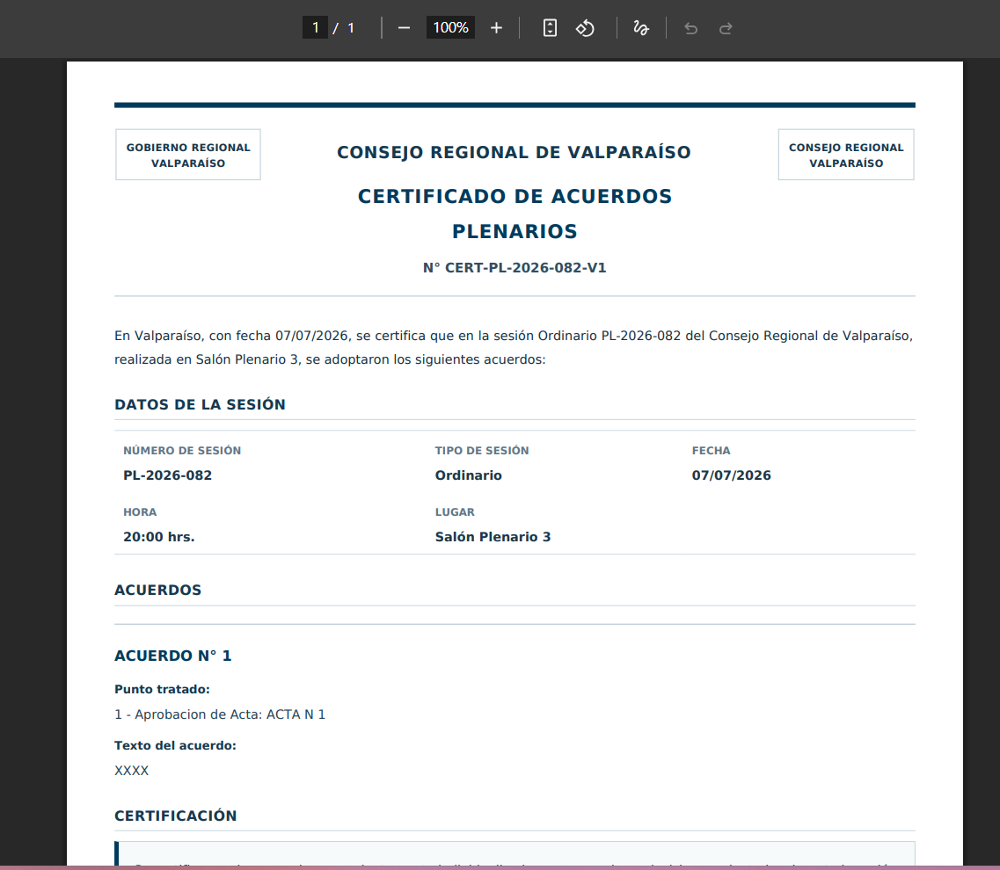 1 / 1 100%
GOBIERNO REGIONAL
VALPARAÍSO
CONSEJO REGIONAL DE VALPARAÍSO
CONSEJO REGIONAL
VALPARAÍSO
CERTIFICADO DE ACUERDOS
PLENARIOS
N° CERT-PL-2026-082-V1
En Valparaíso, con fecha 07/07/2026, se certifica que en la sesión Ordinario PL-2026-082 del Consejo Regional de Valparaíso,
realizada en Salón Plenario 3, se adoptaron los siguientes acuerdos:
DATOS DE LA SESIÓN
NÚMERO DE SESIÓN TIPO DE SESIÓN FECHA
PL-2026-082 Ordinario 07/07/2026
HORA LUGAR
20:00 hrs. Salón Plenario 3
ACUERDOS
ACUERDO N° 1
Punto tratado:
1 - Aprobacion de Acta: ACTA N 1
Texto del acuerdo:
XXXX
CERTIFICACIÓN